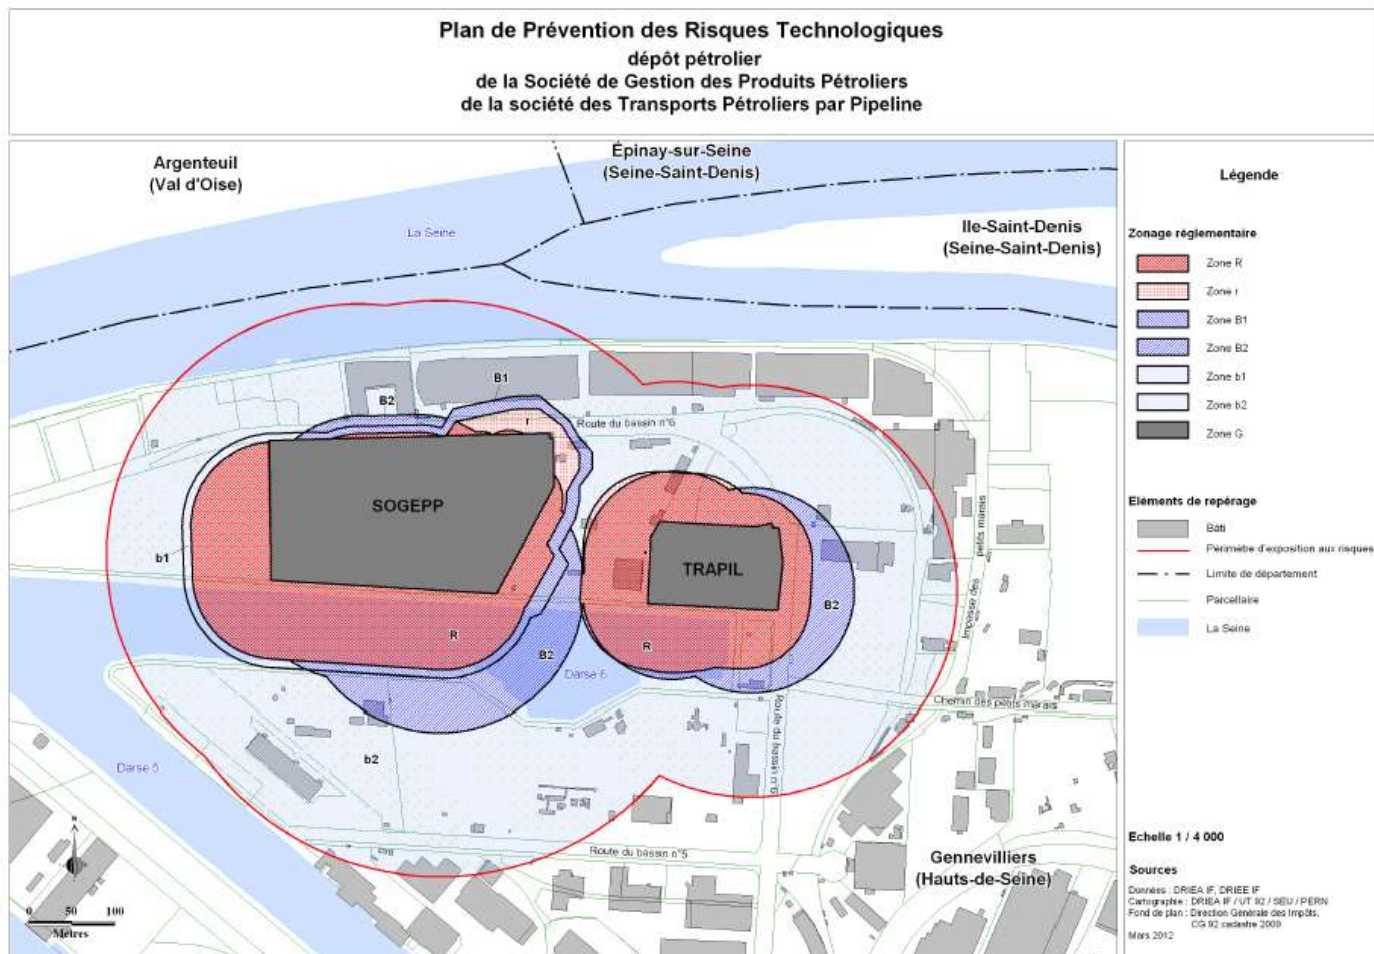 Plan de Prévention des Risques Technologiques
dépôt pétrolier
de la Société de Gestion des Produits Pétroliers
de la société des Transports Pétroliers par Pipeline
Argenteuil
(Val d'Oise)
Épinay-sur-Seine
(Seine-Saint-Denis)
La Seine
Ile-Saint-Denis
(Seine-Saint-Denis)
B1
B2
r
Route du bassin n°6
SOGEPP
b1
TRAPIL
B2
R
B2
R
Darse 6
Impasse des petits marais
Chemin des petits marais
Route du bassin n°6
b2
Darse 5
Route du bassin n°5
Gennevilliers
(Hauts-de-Seine)
N
0 50 100
Mètres
Légende
Zonage réglementaire
Zone R
Zone r
Zone B1
Zone B2
Zone b1
Zone b2
Zone G
Eléments de repérage
Bâti
Périmètre d'exposition aux risques
Limite de département
Parcellaire
La Seine
Echelle 1 / 4 000
Sources
Données : DRIEA IF, DRIEE IF
Cartographie : DRIEA IF / UT 92 / SEU / PERN
Fond de plan : Direction Générale des Impôts,
CG 92 cadastre 2009
Mars 2012